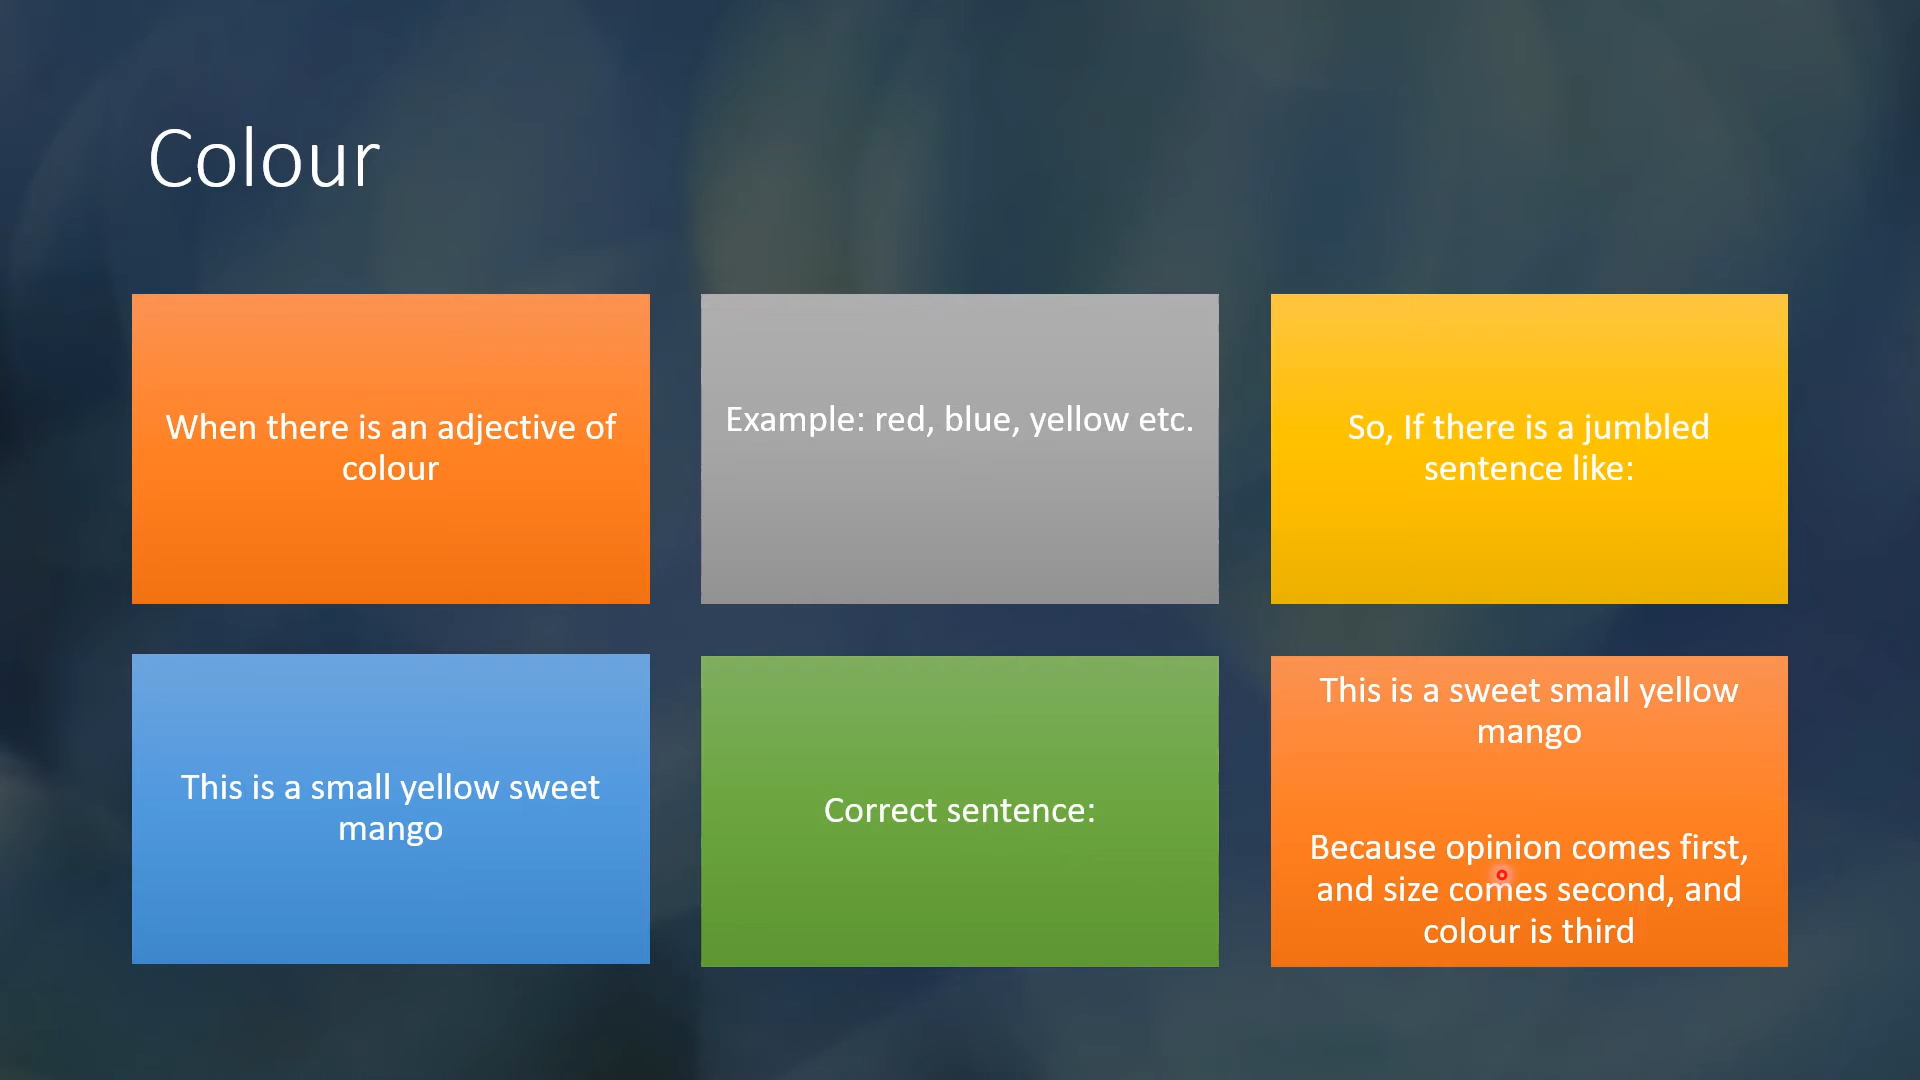 Colour
When there is an adjective of
colour
Example: red, blue, yellow etc.
So, If there is a jumbled
sentence like:
This is a small yellow sweet
mango
Correct sentence:
This is a sweet small yellow
mango
Because opinion comes first,
and size comes second, and
colour is third